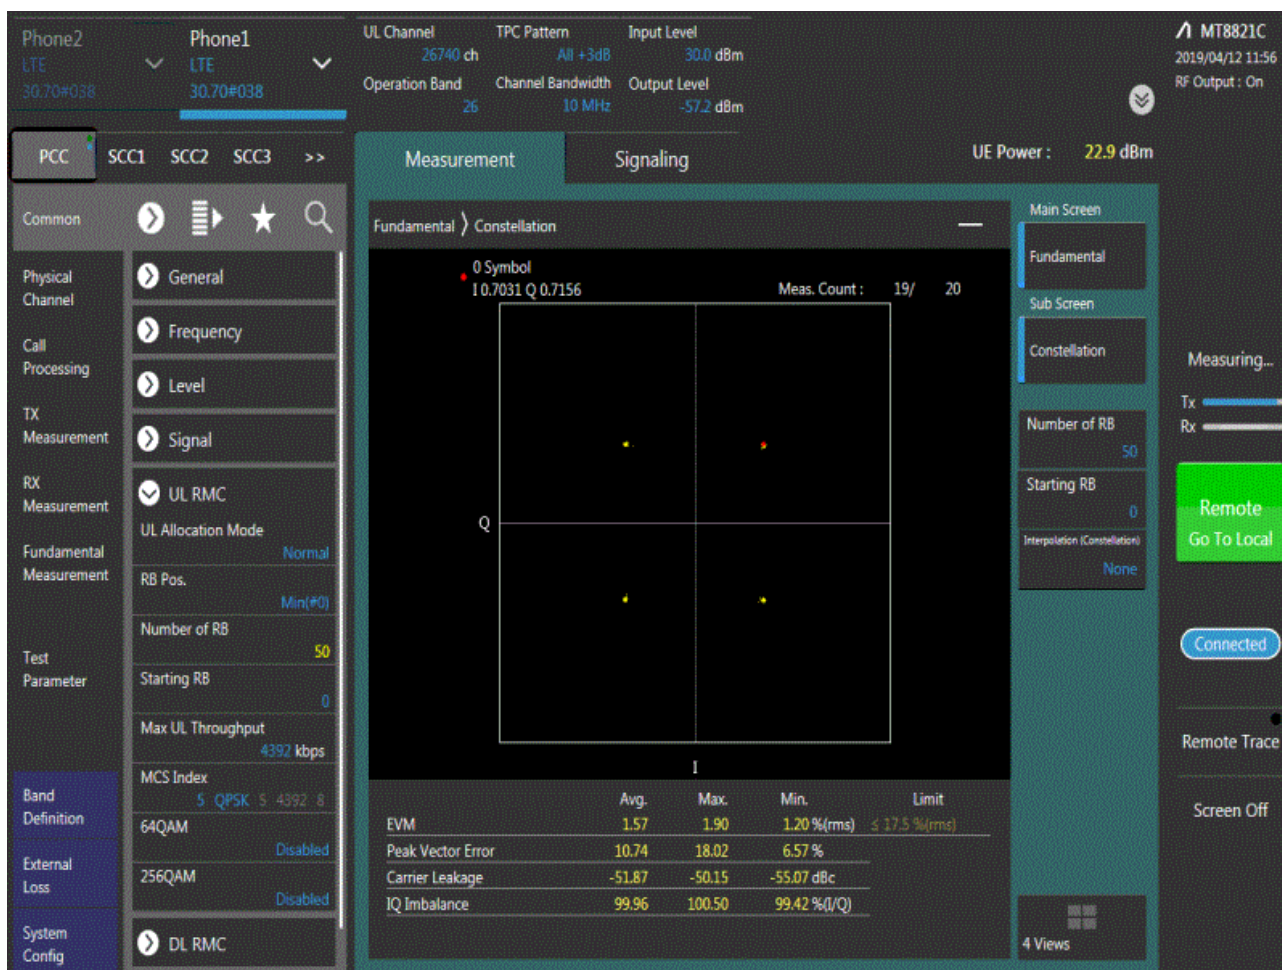 Phone2
LTE
30.70#038
Phone1
LTE
30.70#038
UL Channel
26740 ch
TPC Pattern
All +3dB
Input Level
30.0 dBm
Operation Band
26
Channel Bandwidth
10 MHz
Output Level
-57.2 dBm
MT8821C
2019/04/12 11:56
RF Output : On
PCC
SCC1
SCC2
SCC3
>>
Measurement
Signaling
UE Power : 22.9 dBm
Common
Physical
Channel
Call
Processing
TX
Measurement
RX
Measurement
Fundamental
Measurement
Test
Parameter
Band
Definition
External
Loss
System
Config
General
Frequency
Level
Signal
UL RMC
UL Allocation Mode
Normal
RB Pos.
Min(#0)
Number of RB
50
Starting RB
0
Max UL Throughput
4392 kbps
MCS Index
5 QPSK 5 4392 8
64QAM
Disabled
256QAM
Disabled
DL RMC
Fundamental 〉 Constellation
0 Symbol
I 0.7031 Q 0.7156
Meas. Count : 19/ 20
Q
I
Avg. Max. Min. Limit
EVM 1.57 1.90 1.20 %(rms) ≤ 17.5 %(rms)
Peak Vector Error 10.74 18.02 6.57 %
Carrier Leakage -51.87 -50.15 -55.07 dBc
IQ Imbalance 99.96 100.50 99.42 %(I/Q)
Main Screen
Fundamental
Sub Screen
Constellation
Number of RB
50
Starting RB
0
Interpolation (Constellation)
None
4 Views
Measuring...
Tx
Rx
Remote
Go To Local
Connected
Remote Trace
Screen Off